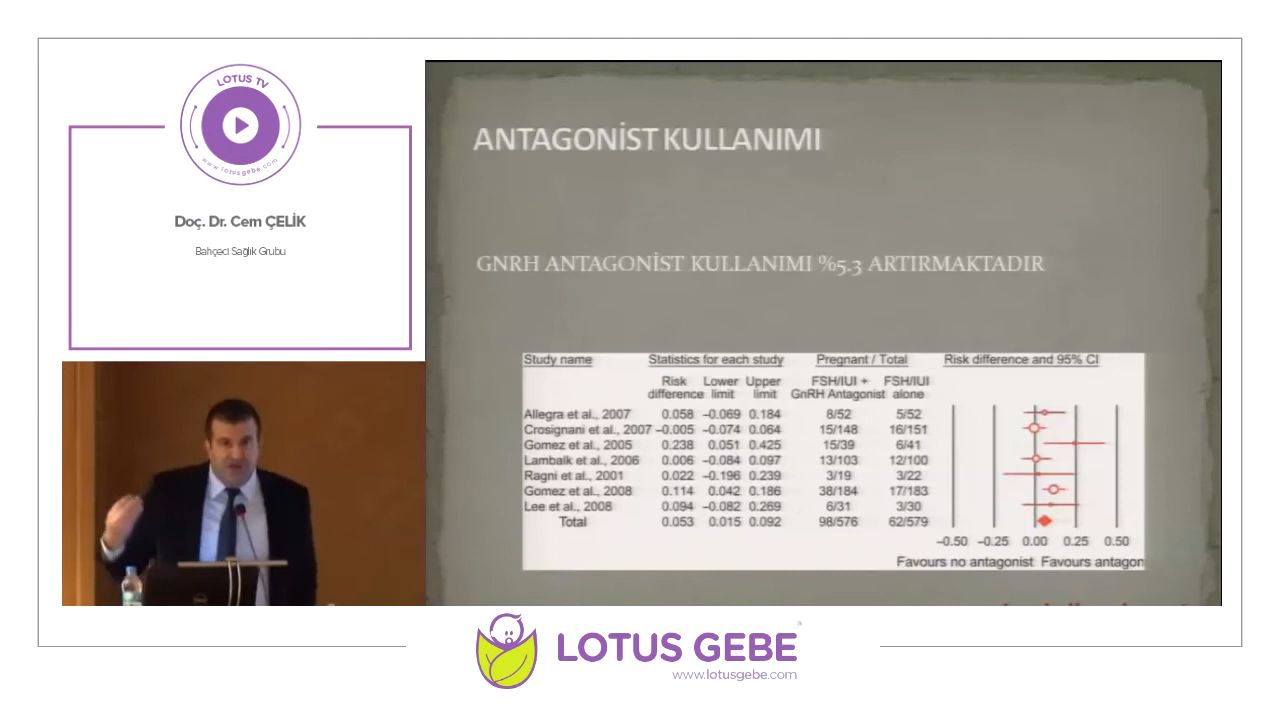 LOTUS TV
www.lotusgebe.com
Doç. Dr. Cem ÇELİK
Bahçeci Sağlık Grubu
ANTAGONİST KULLANIMI
GNRH ANTAGONİST KULLANIMI %5.3 ARTIRMAKTADIR
Study name Statistics for each study Pregnant / Total Risk difference and 95% CI
Risk Lower Upper FSH/IUI + FSH/IUI
difference limit limit GnRH Antagonist alone
Allegra et al., 2007 0.058 –0.069 0.184 8/52 5/52
Crosignani et al., 2007 –0.005 –0.074 0.064 15/148 16/151
Gomez et al., 2005 0.238 0.051 0.425 15/39 6/41
Lambalk et al., 2006 0.006 –0.084 0.097 13/103 12/100
Ragni et al., 2001 0.022 –0.196 0.239 3/19 3/22
Gomez et al., 2008 0.114 0.042 0.186 38/184 17/183
Lee et al., 2008 0.094 –0.082 0.269 6/31 3/30
Total 0.053 0.015 0.092 98/576 62/579
–0.50 –0.25 0.00 0.25 0.50
Favours no antagonist Favours antagon
LOTUS GEBE
www.lotusgebe.com